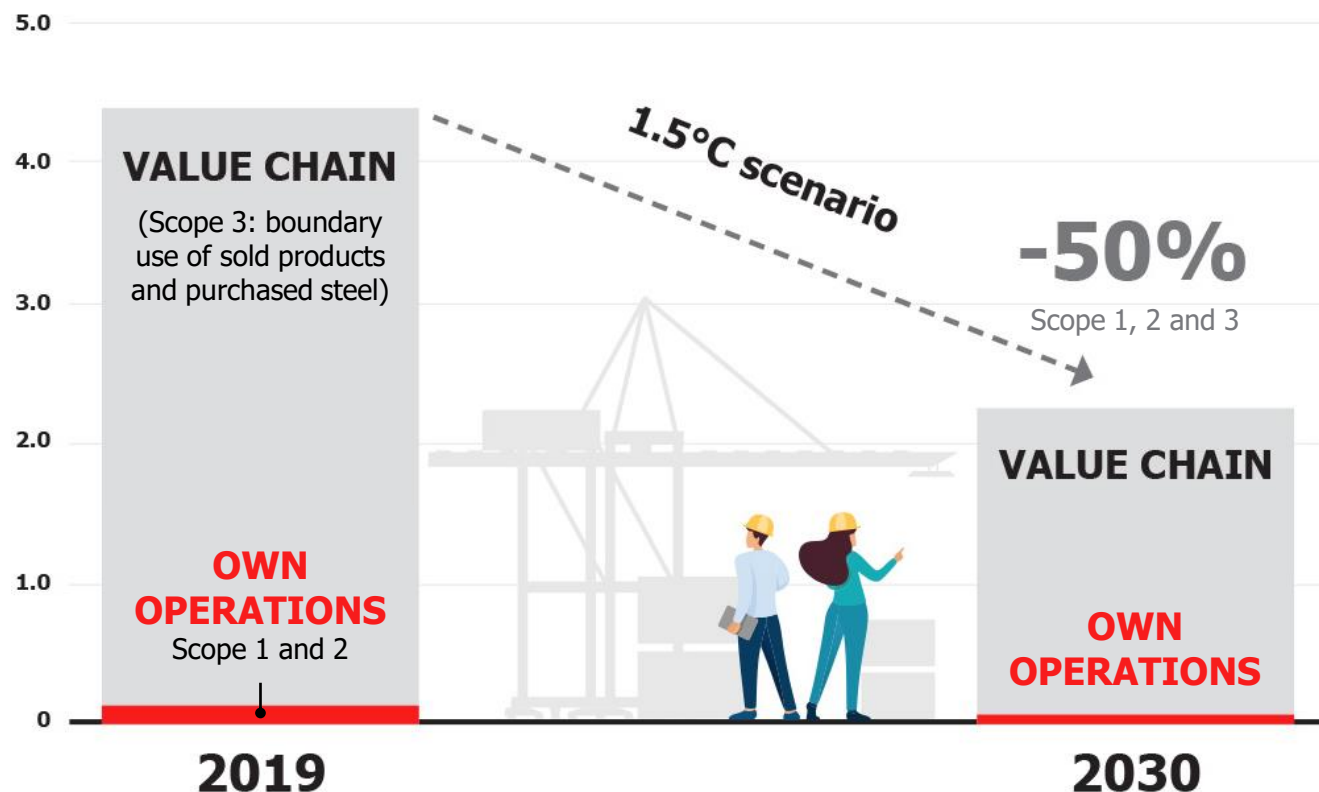 5.0
4.0
3.0
2.0
1.0
0
VALUE CHAIN
(Scope 3: boundary
use of sold products
and purchased steel)
OWN
OPERATIONS
Scope 1 and 2
2019
1.5°C scenario
-50%
Scope 1, 2 and 3
VALUE CHAIN
OWN
OPERATIONS
2030